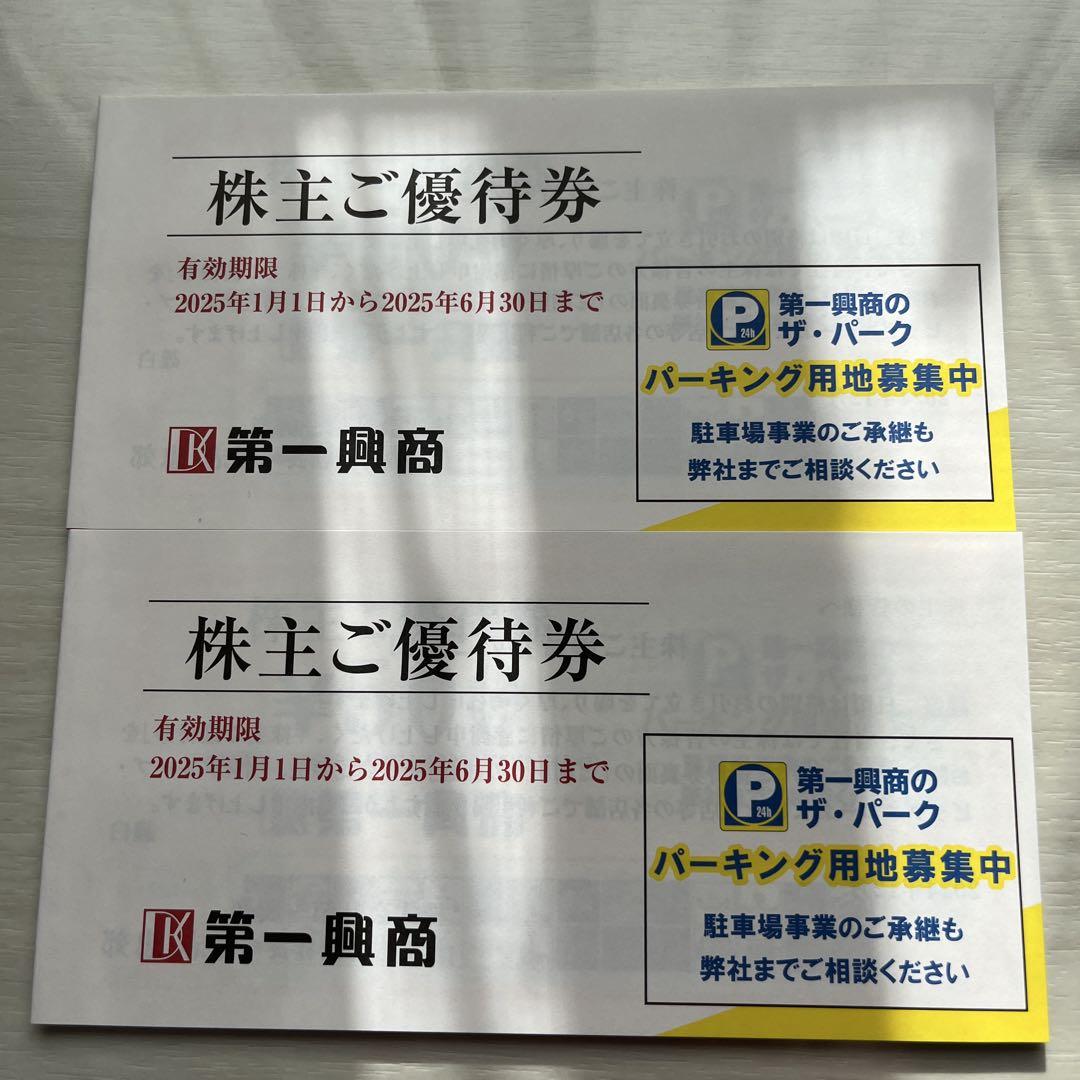 株主ご優待券
有効期限
2025年1月1日から2025年6月30日まで
DK 第一興商
P 24h
第一興商の
ザ・パーク
パーキング用地募集中
駐車場事業のご承継も
弊社までご相談ください
株主ご優待券
有効期限
2025年1月1日から2025年6月30日まで
DK 第一興商
P 24h
第一興商の
ザ・パーク
パーキング用地募集中
駐車場事業のご承継も
弊社までご相談ください